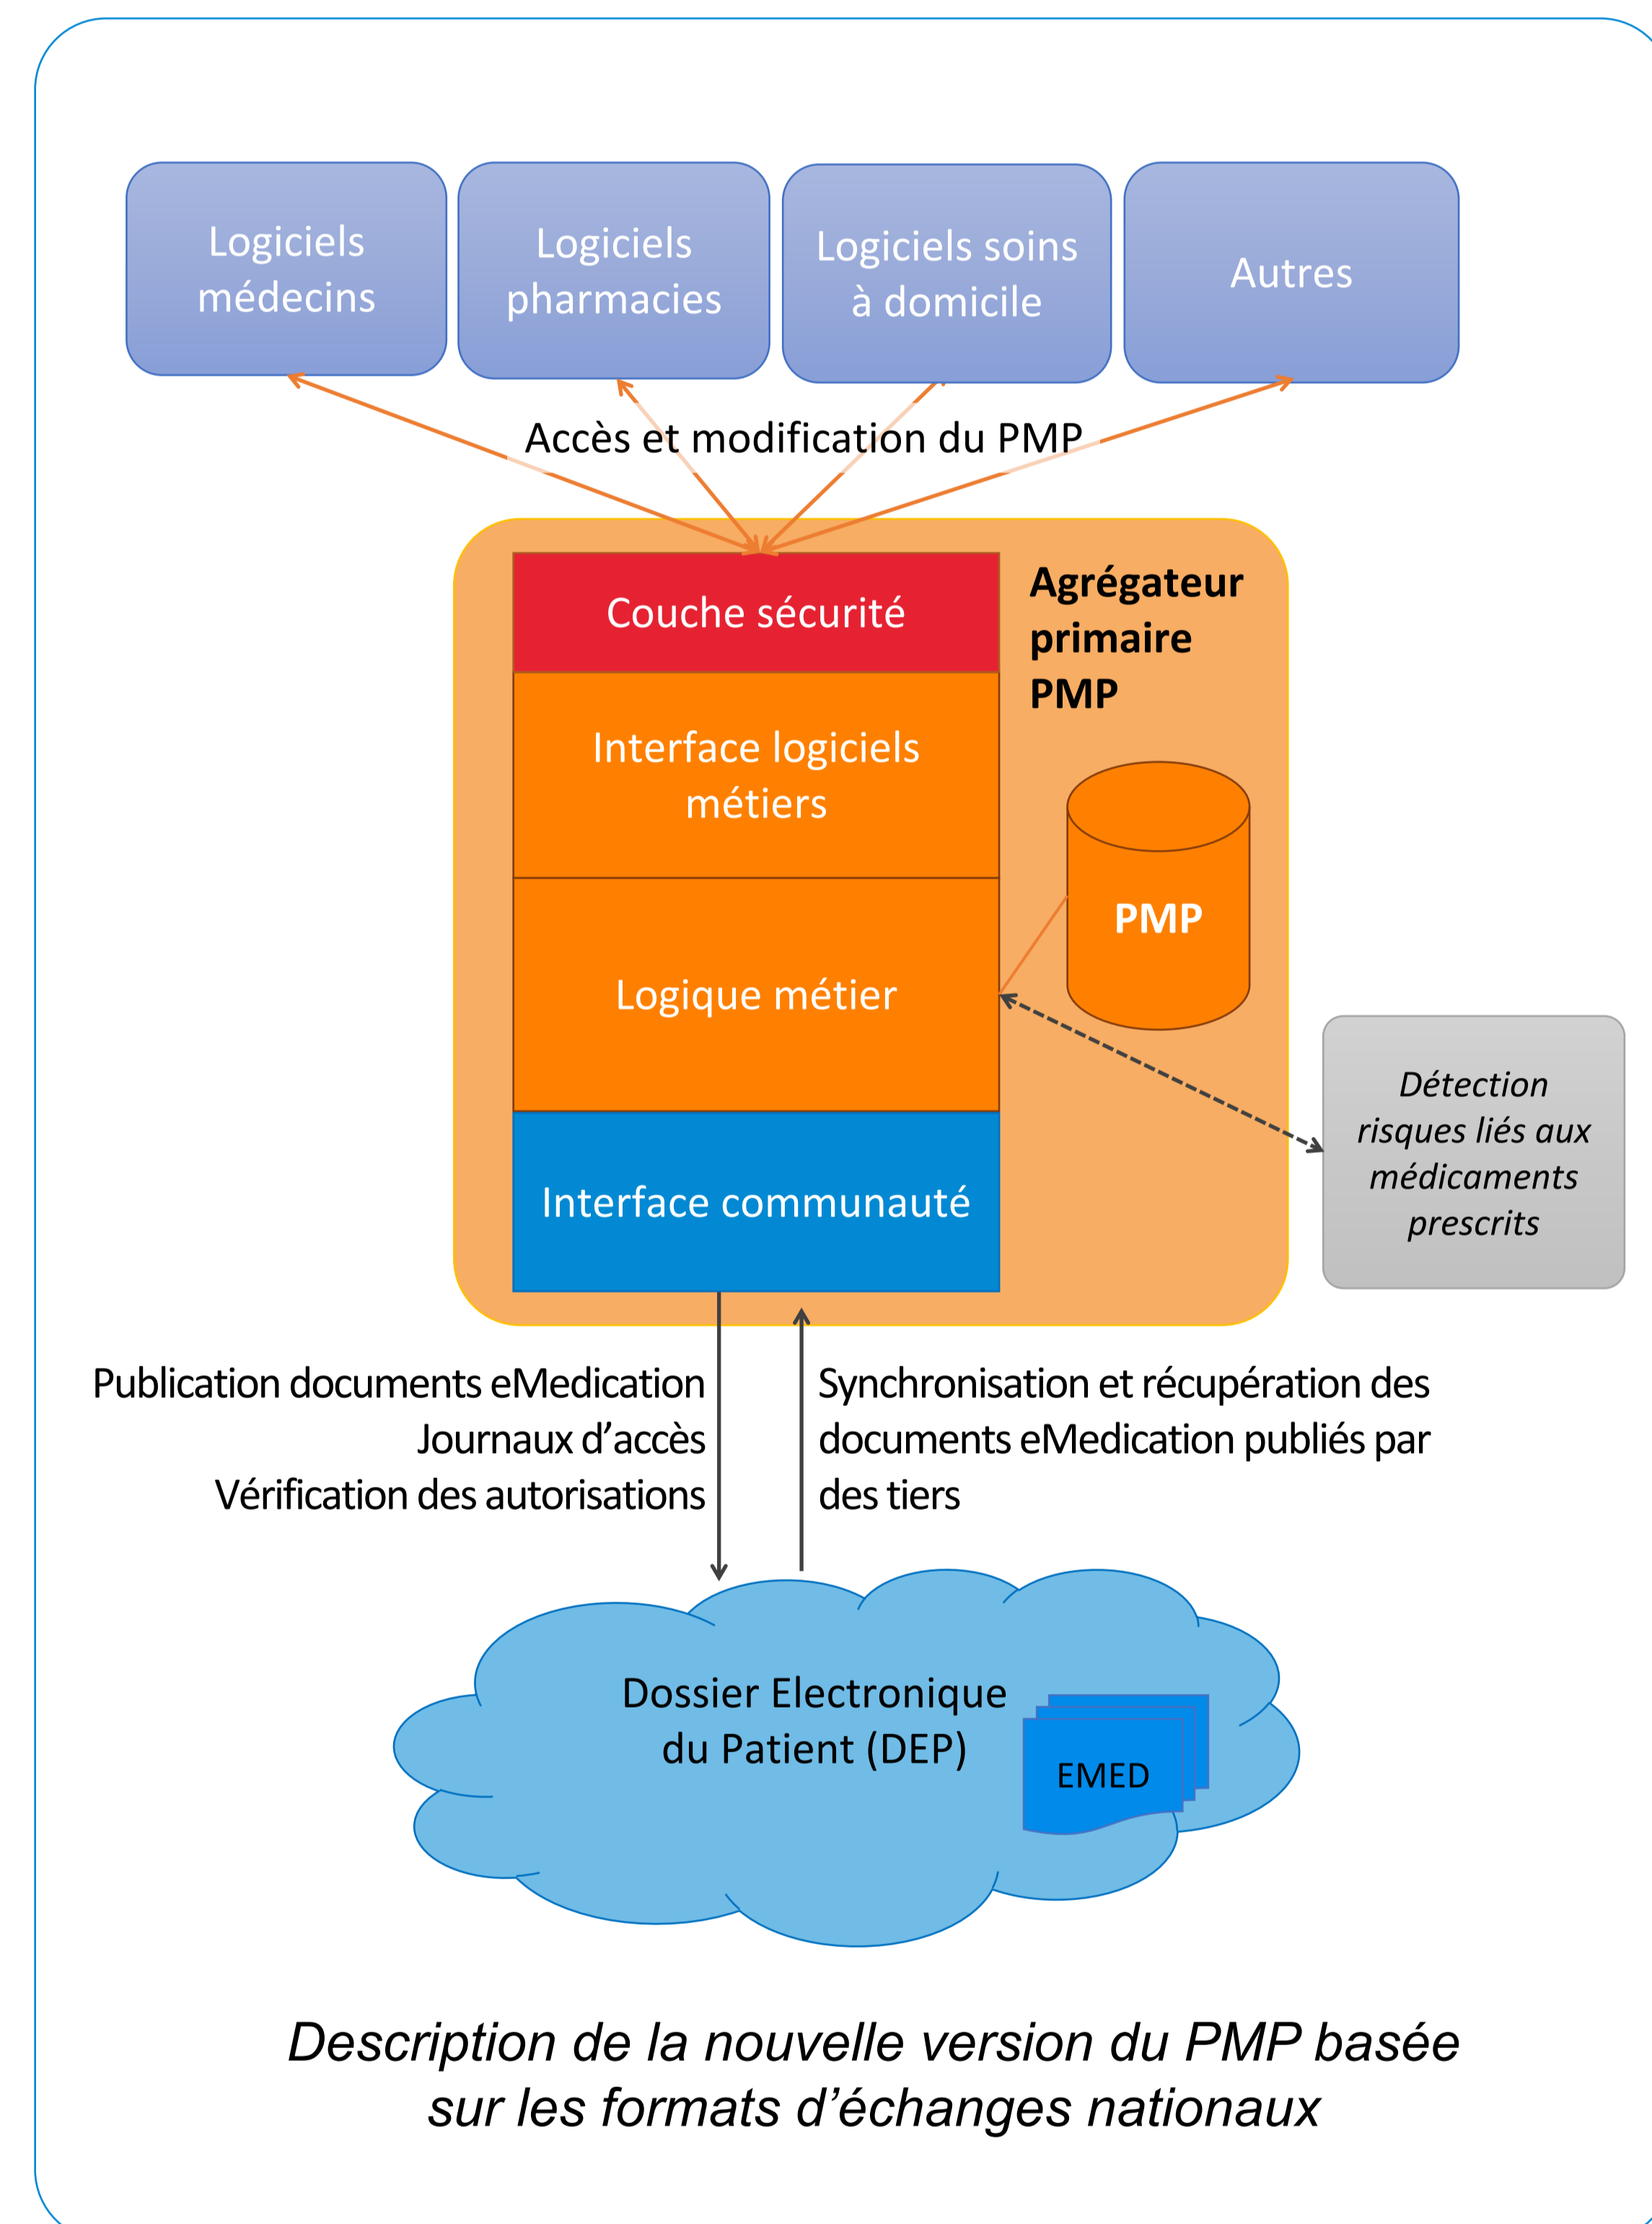 Logiciels
médecins
Logiciels
pharmacies
Logiciels soins
à domicile
Autres
Accès et modification du PMP
Couche sécurité
Agrégateur
primaire
PMP
Interface logiciels
métiers
PMP
Logique métier
Détection
risques liés aux
médicaments
prescrits
Interface communauté
Publication documents eMedication
Journaux d’accès
Vérification des autorisations
Synchronisation et récupération des
documents eMedication publiés par
des tiers
Dossier Electronique
du Patient (DEP)
EMED
Description de la nouvelle version du PMP basée
sur les formats d’échanges nationaux